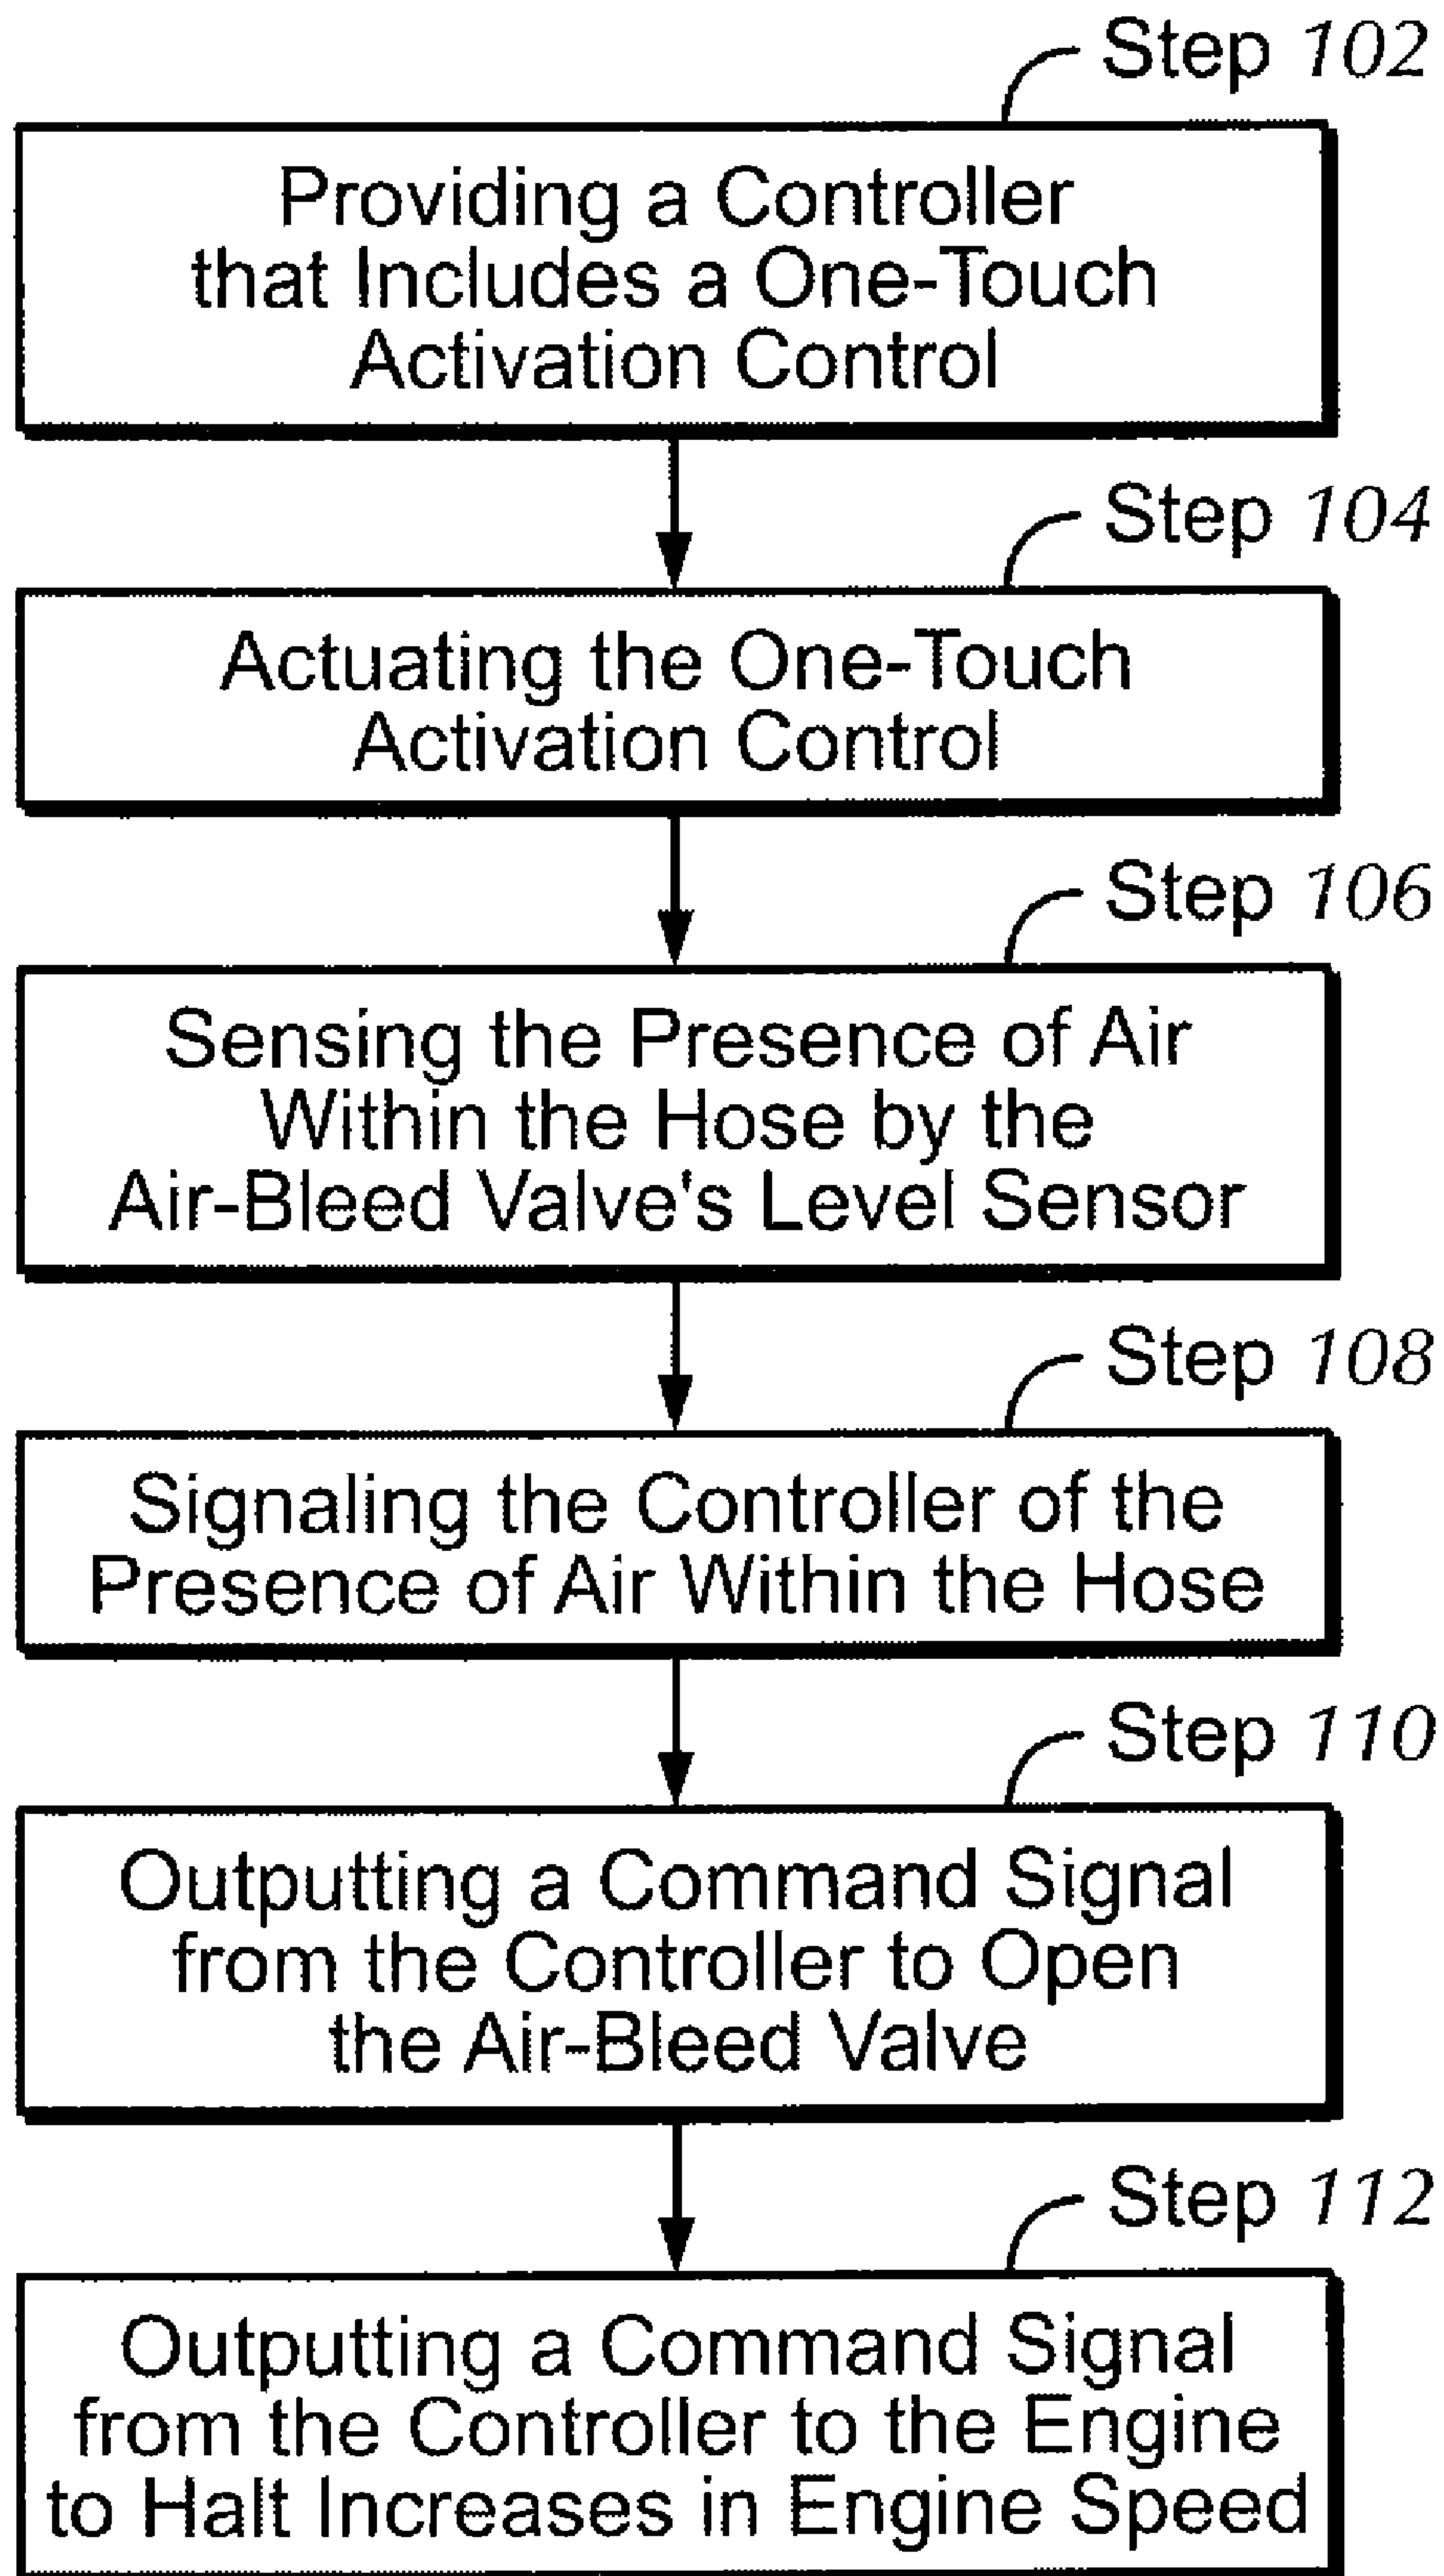 Step 102
Providing a Controller
that Includes a One-Touch
Activation Control
Step 104
Actuating the One-Touch
Activation Control
Step 106
Sensing the Presence of Air
Within the Hose by the
Air-Bleed Valve's Level Sensor
Step 108
Signaling the Controller of the
Presence of Air Within the Hose
Step 110
Outputting a Command Signal
from the Controller to Open
the Air-Bleed Valve
Step 112
Outputting a Command Signal
from the Controller to the Engine
to Halt Increases in Engine Speed